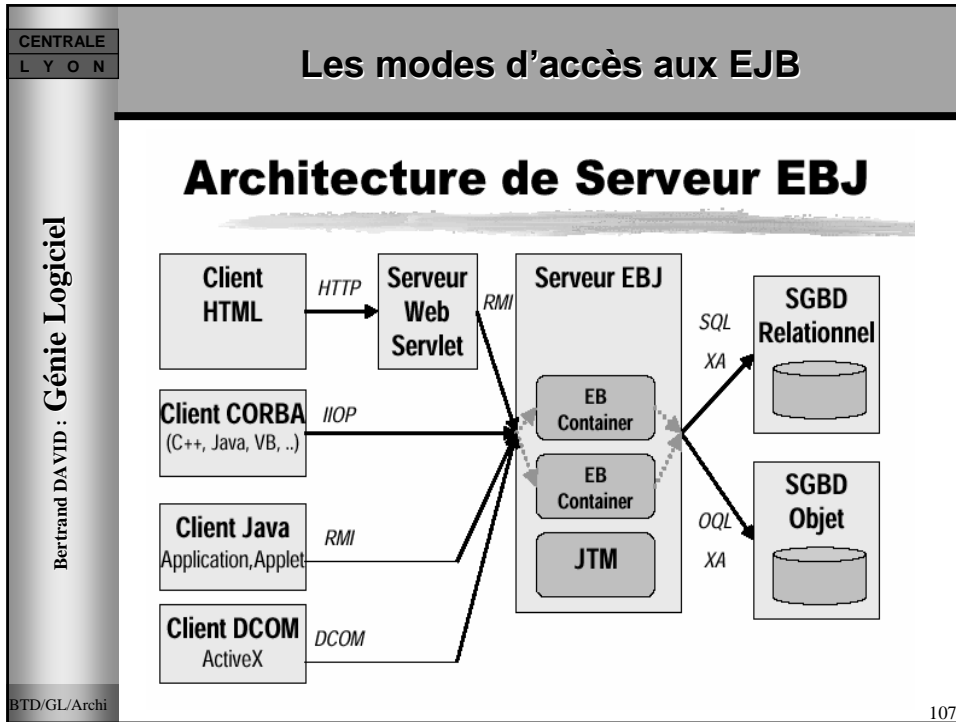 CENTRALE
L Y O N
Les modes d'accès aux EJB
Architecture de Serveur EBJ
Bertrand DAVID : Génie Logiciel
Client
HTML
HTTP
Serveur
Web
Servlet
RMI
Serveur EBJ
SQL
XA
SGBD
Relationnel
EB
Container
Client CORBA
(C++, Java, VB, ..)
IIOP
EB
Container
Client Java
Application,Applet
RMI
JTM
OQL
XA
SGBD
Objet
Client DCOM
ActiveX
DCOM
BTD/GL/Archi
107